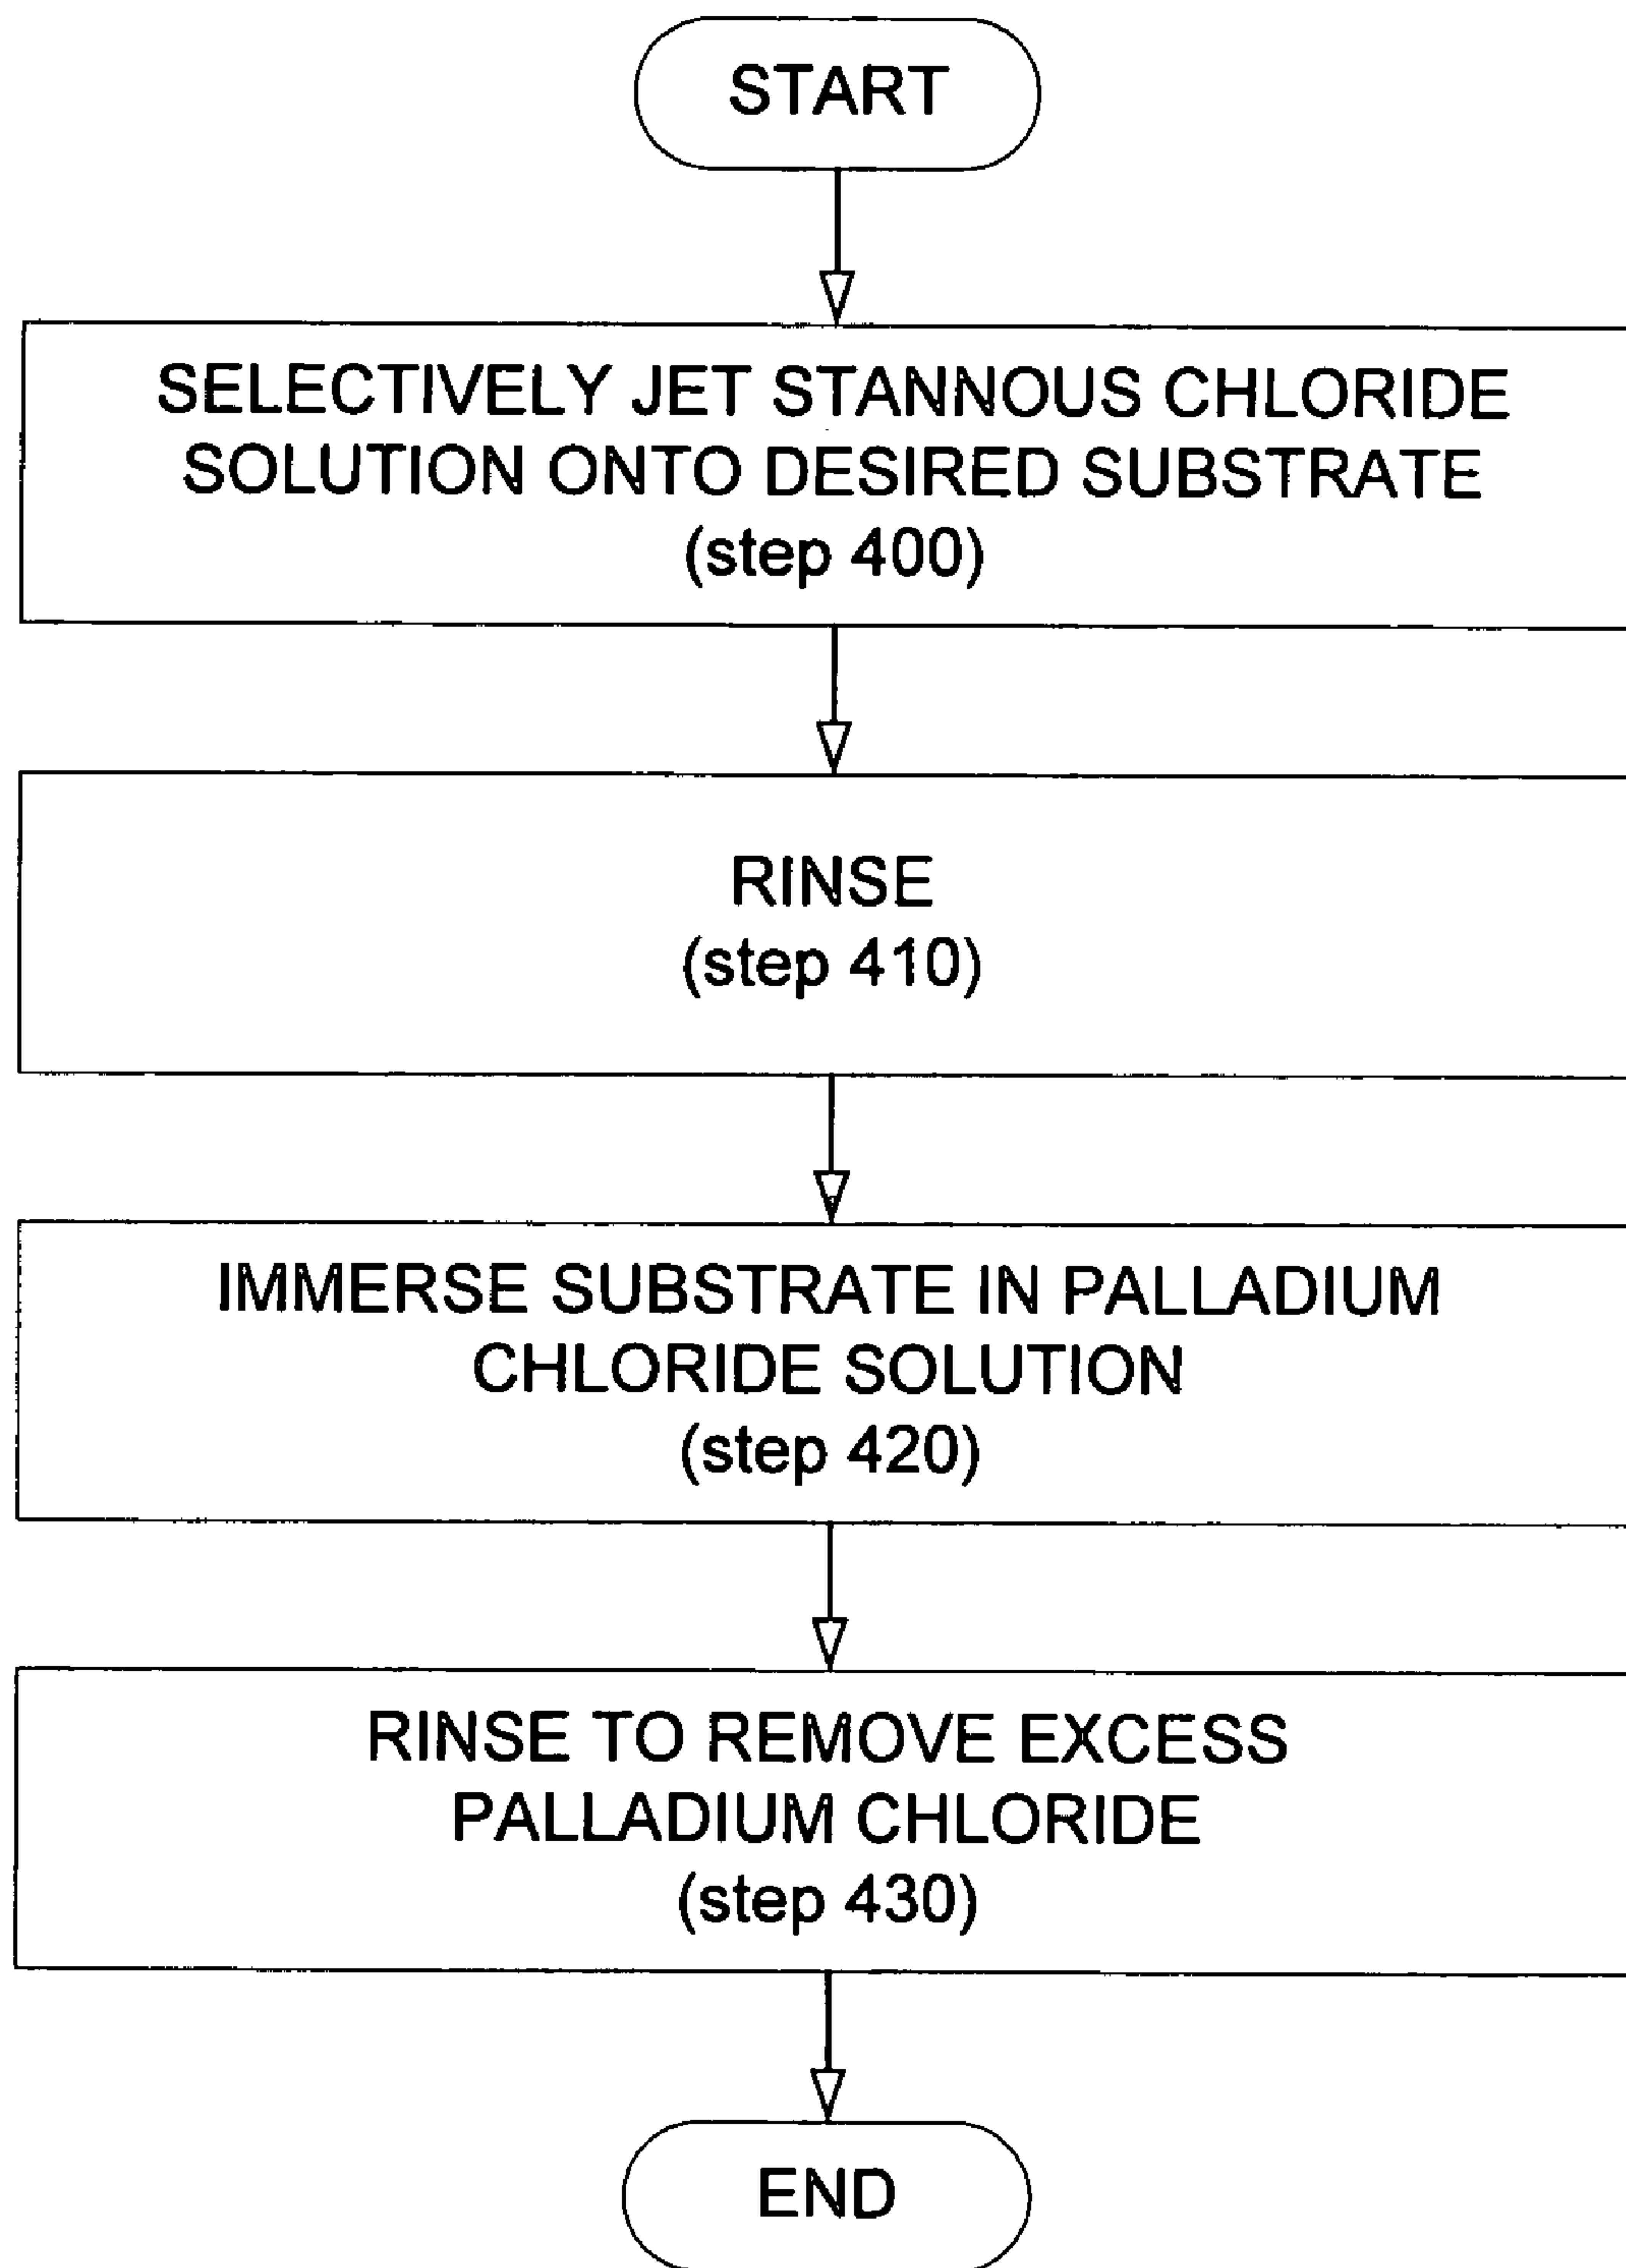 START
SELECTIVELY JET STANNOUS CHLORIDE
SOLUTION ONTO DESIRED SUBSTRATE
(step 400)
RINSE
(step 410)
IMMERSE SUBSTRATE IN PALLADIUM
CHLORIDE SOLUTION
(step 420)
RINSE TO REMOVE EXCESS
PALLADIUM CHLORIDE
(step 430)
END